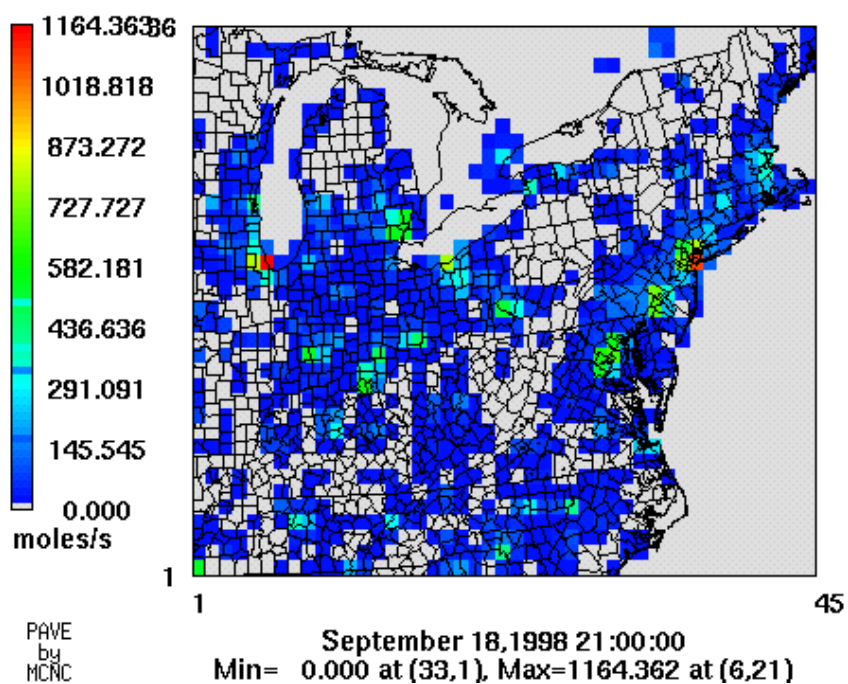 1164.363
1018.818
873.272
727.727
582.181
436.636
291.091
145.545
0.000
moles/s
36
1
1
45
PAVE
by
MCNC
September 18,1998 21:00:00
Min= 0.000 at (33,1), Max=1164.362 at (6,21)